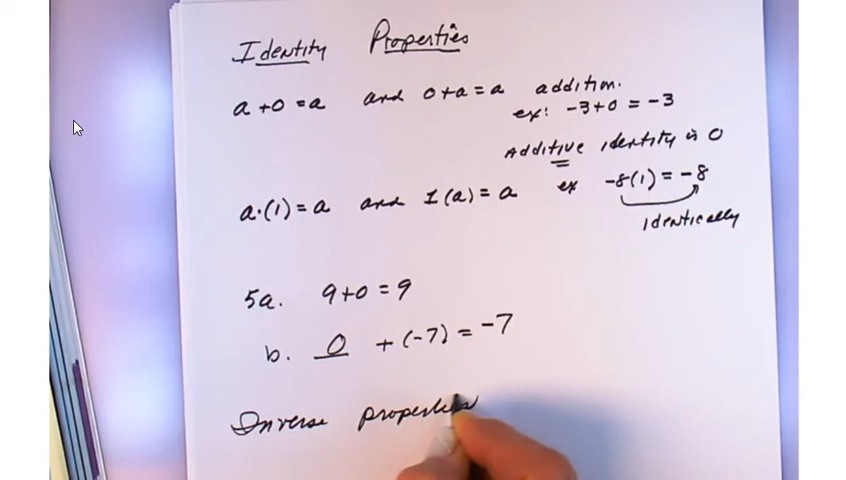 Identity Properties
a + 0 = a and 0 + a = a addition.
ex: -3 + 0 = -3
Additive identity is 0
a · (1) = a and 1(a) = a ex -8(1) = -8
identically
5a. 9 + 0 = 9
b. 0 + (-7) = -7
Inverse properties